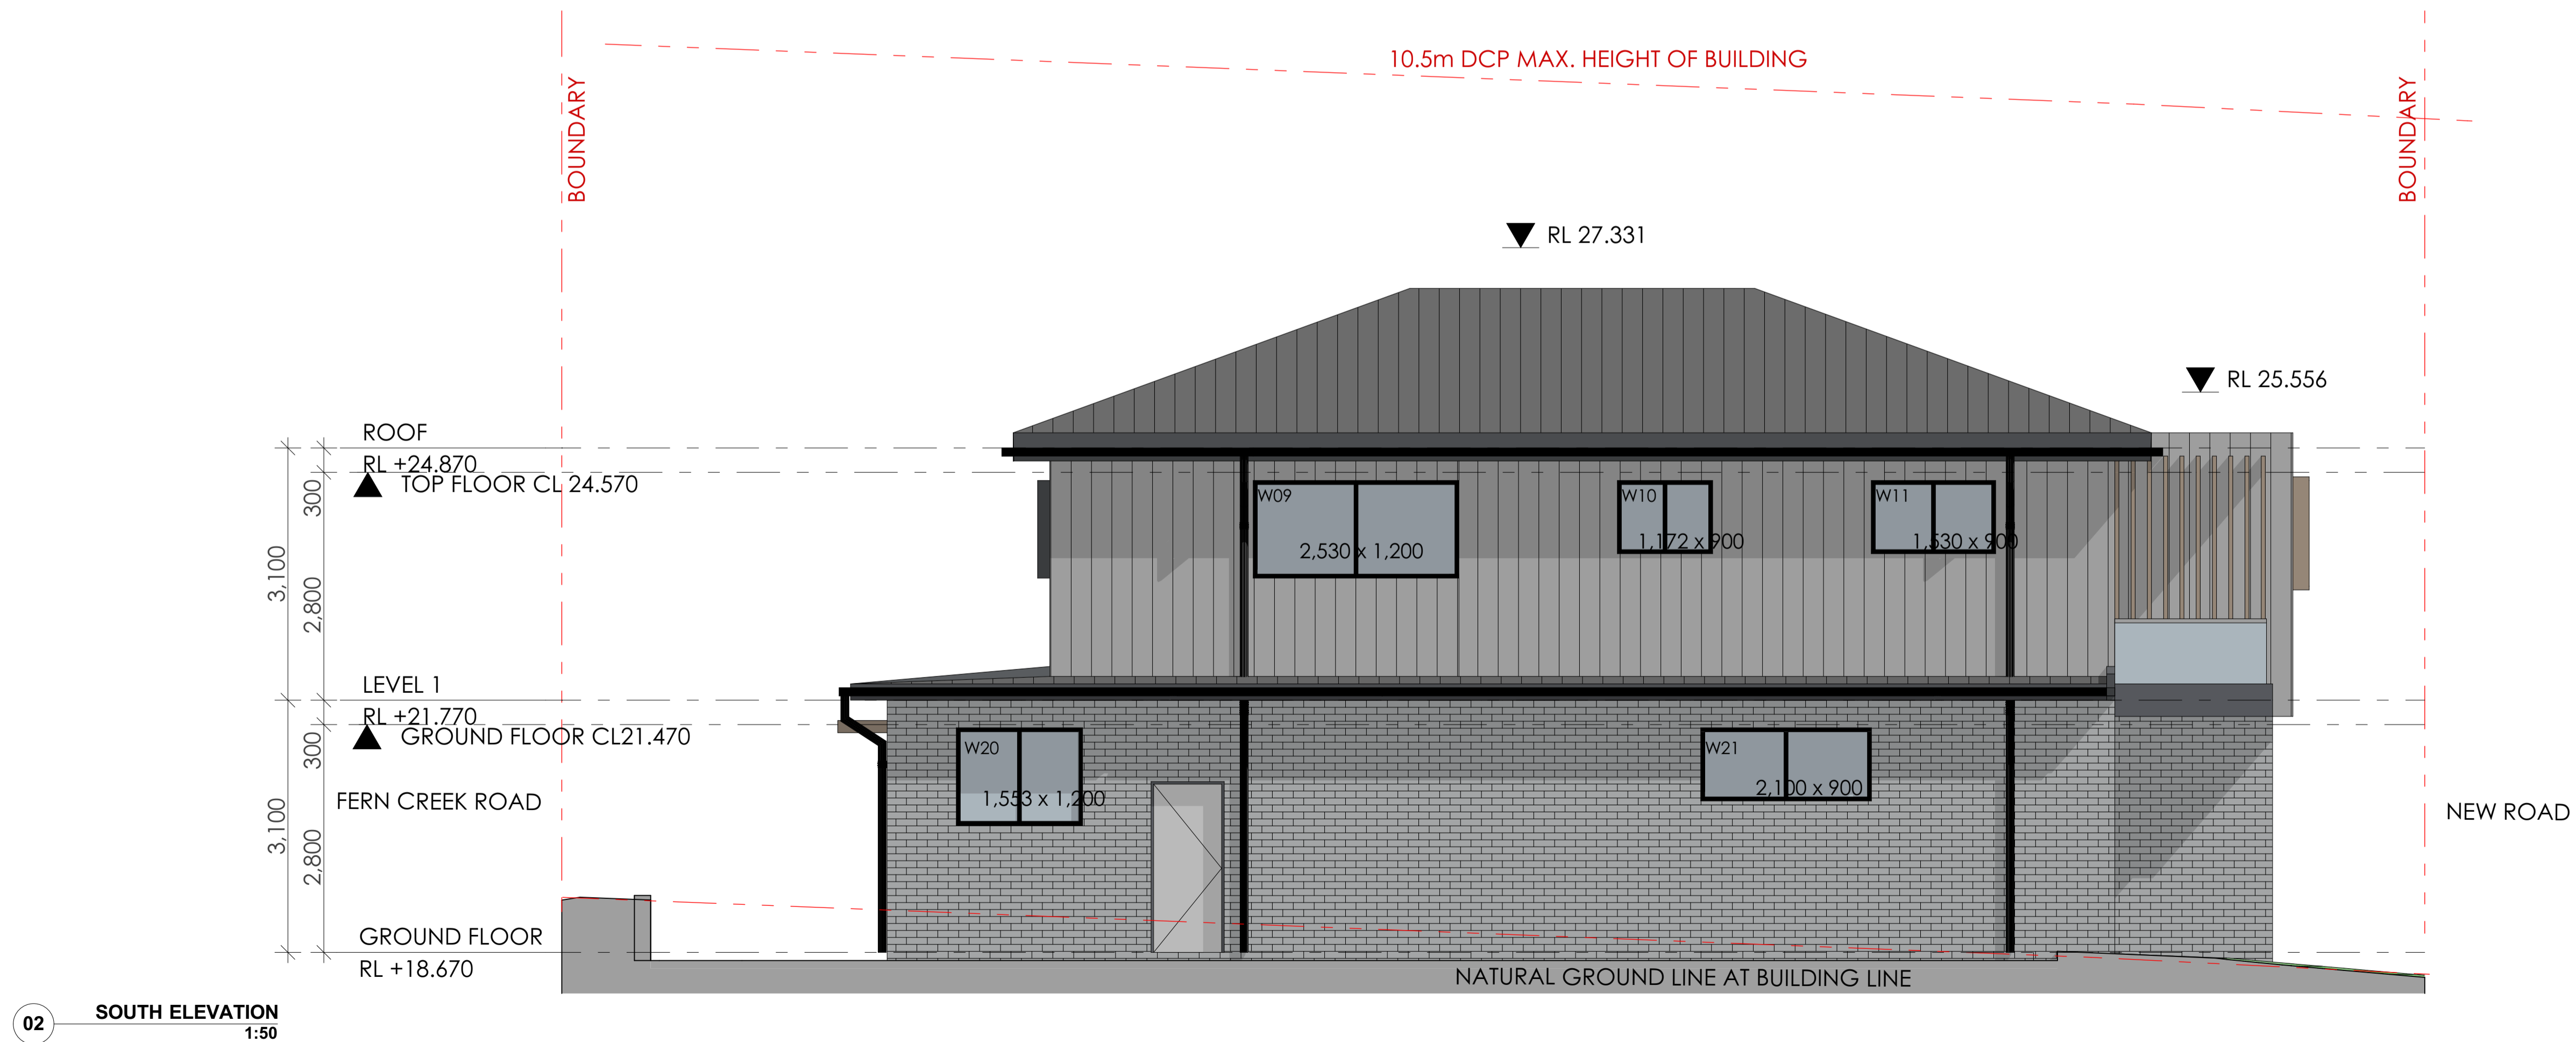 10.5m DCP MAX. HEIGHT OF BUILDING
BOUNDARY
BOUNDARY
RL 27.331
RL 25.556
ROOF
RL +24.870
TOP FLOOR CL 24.570
300
W09
2,530 x 1,200
W10
1,172 x 900
W11
1,530 x 900
3,100
2,800
LEVEL 1
RL +21.770
GROUND FLOOR CL21.470
300
W20
1,553 x 1,200
W21
2,100 x 900
FERN CREEK ROAD
NEW ROAD
3,100
2,800
GROUND FLOOR
RL +18.670
NATURAL GROUND LINE AT BUILDING LINE
02
SOUTH ELEVATION
1:50